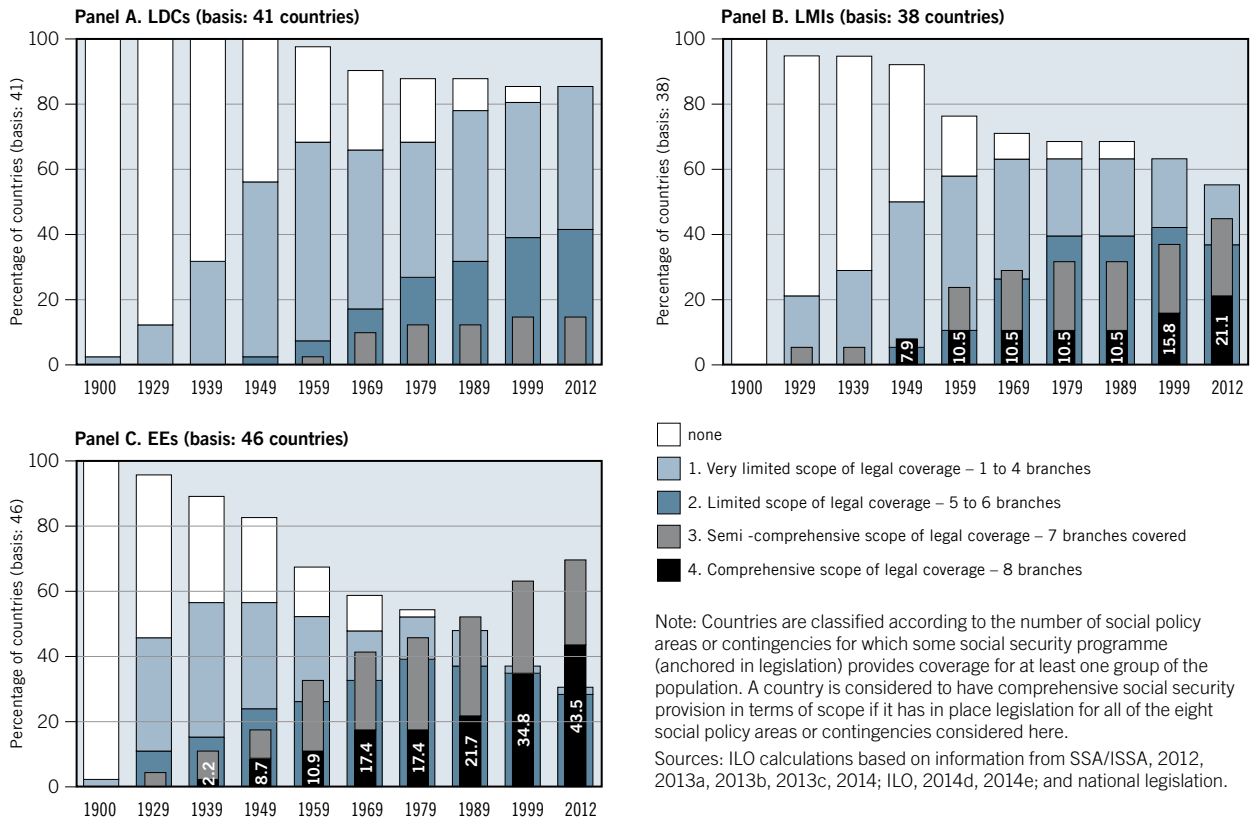 Panel A. LDCs (basis: 41 countries)
Percentage of countries (basis: 41)
100
80
60
40
20
0
1900 1929 1939 1949 1959 1969 1979 1989 1999 2012
Panel B. LMIs (basis: 38 countries)
Percentage of countries (basis: 38)
100
80
60
40
20
0
7.9 10.5 10.5 10.5 10.5 15.8 21.1
1900 1929 1939 1949 1959 1969 1979 1989 1999 2012
Panel C. EEs (basis: 46 countries)
Percentage of countries (basis: 46)
100
80
60
40
20
0
2.2 8.7 10.9 17.4 17.4 21.7 34.8 43.5
1900 1929 1939 1949 1959 1969 1979 1989 1999 2012
none
1. Very limited scope of legal coverage – 1 to 4 branches
2. Limited scope of legal coverage – 5 to 6 branches
3. Semi -comprehensive scope of legal coverage – 7 branches covered
4. Comprehensive scope of legal coverage – 8 branches
Note: Countries are classified according to the number of social policy
areas or contingencies for which some social security programme
(anchored in legislation) provides coverage for at least one group of the
population. A country is considered to have comprehensive social security
provision in terms of scope if it has in place legislation for all of the eight
social policy areas or contingencies considered here.
Sources: ILO calculations based on information from SSA/ISSA, 2012,
2013a, 2013b, 2013c, 2014; ILO, 2014d, 2014e; and national legislation.